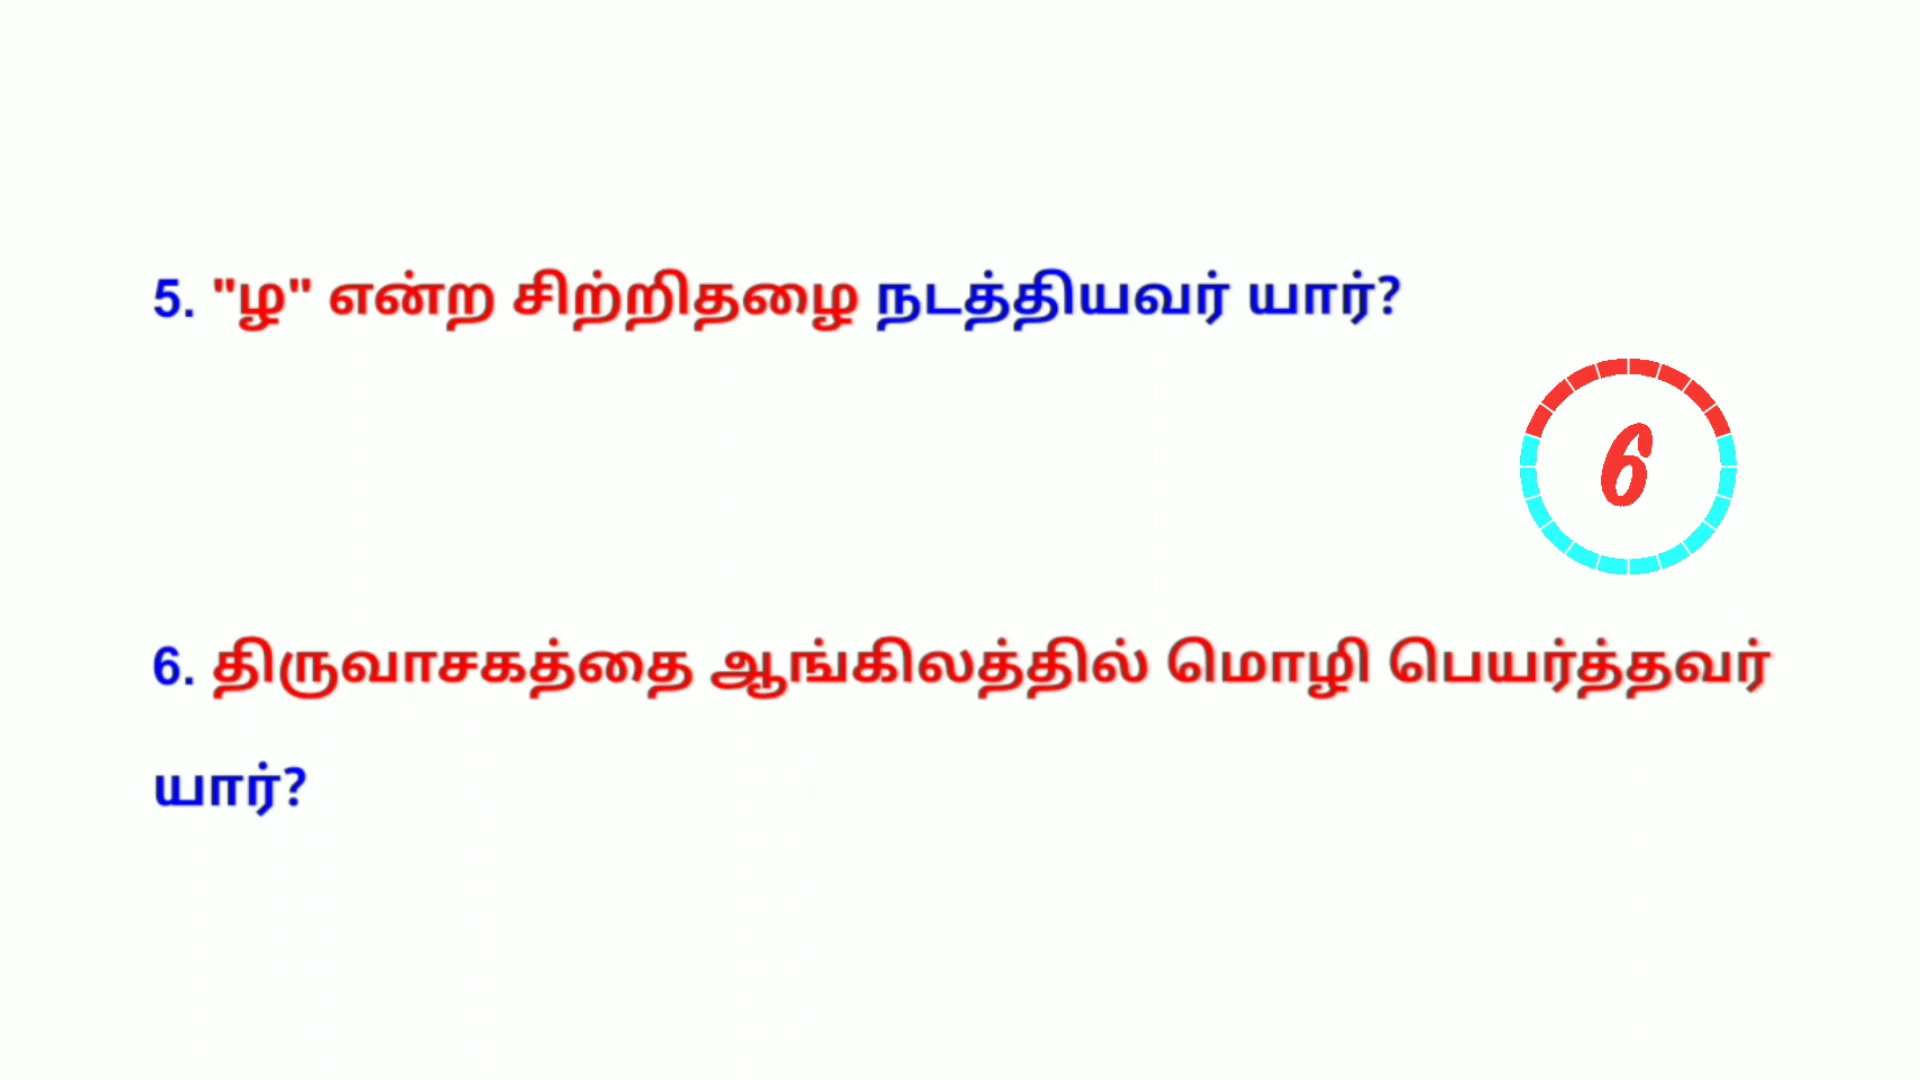 5. "ழ" என்ற சிற்றிதழை நடத்தியவர் யார்?
6
6. திருவாசகத்தை ஆங்கிலத்தில் மொழி பெயர்த்தவர்
யார்?